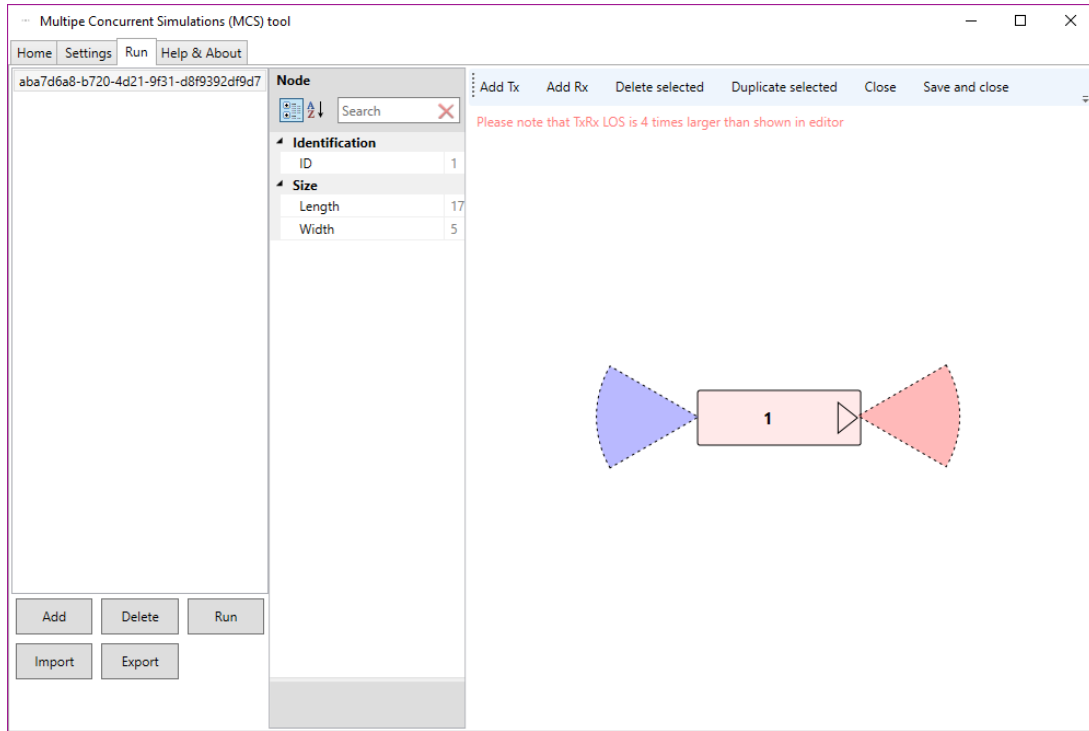 Multipe Concurrent Simulations (MCS) tool
Home Settings Run Help & About
aba7d6a8-b720-4d21-9f31-d8f9392df9d7
Add Delete Run
Import Export
Node
Search
Identification
ID 1
Size
Length 17
Width 5
Add Tx Add Rx Delete selected Duplicate selected Close Save and close
Please note that TxRx LOS is 4 times larger than shown in editor
1